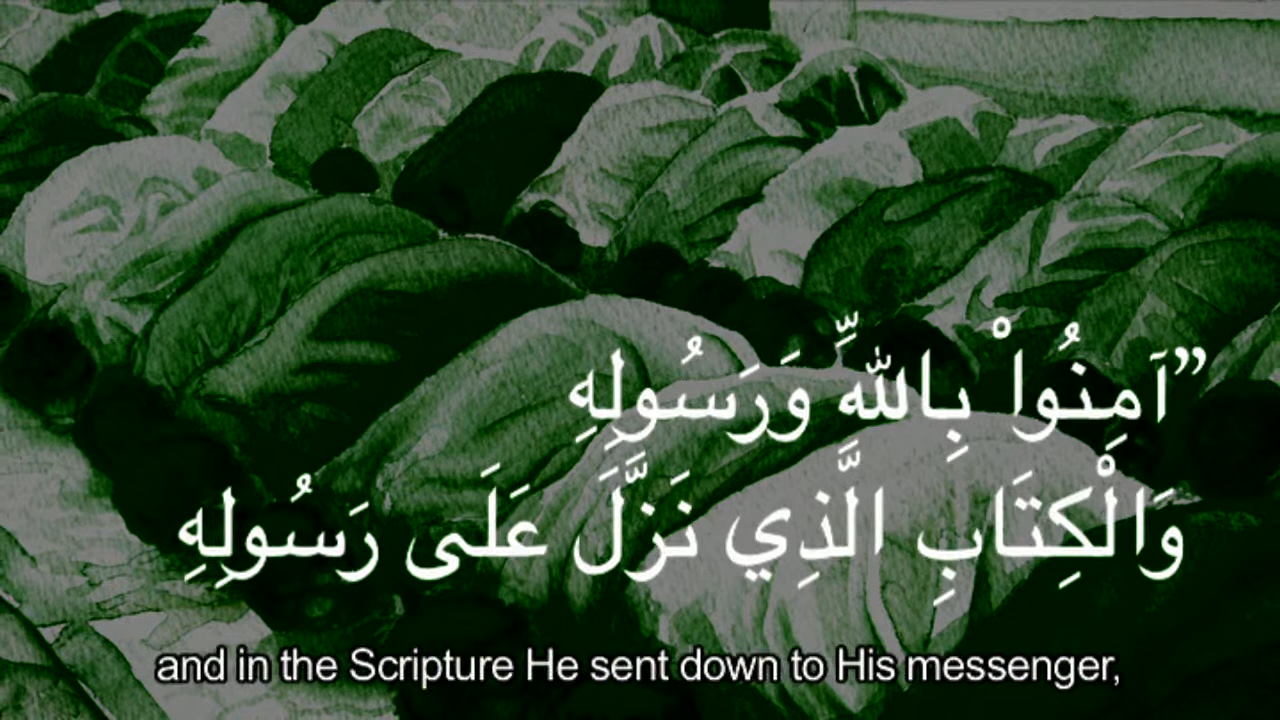 ”آمِنُواْ بِاللّهِ وَرَسُولِهِ
وَالْكِتَابِ الَّذِي نَزَّلَ عَلَى رَسُولِهِ
and in the Scripture He sent down to His messenger,